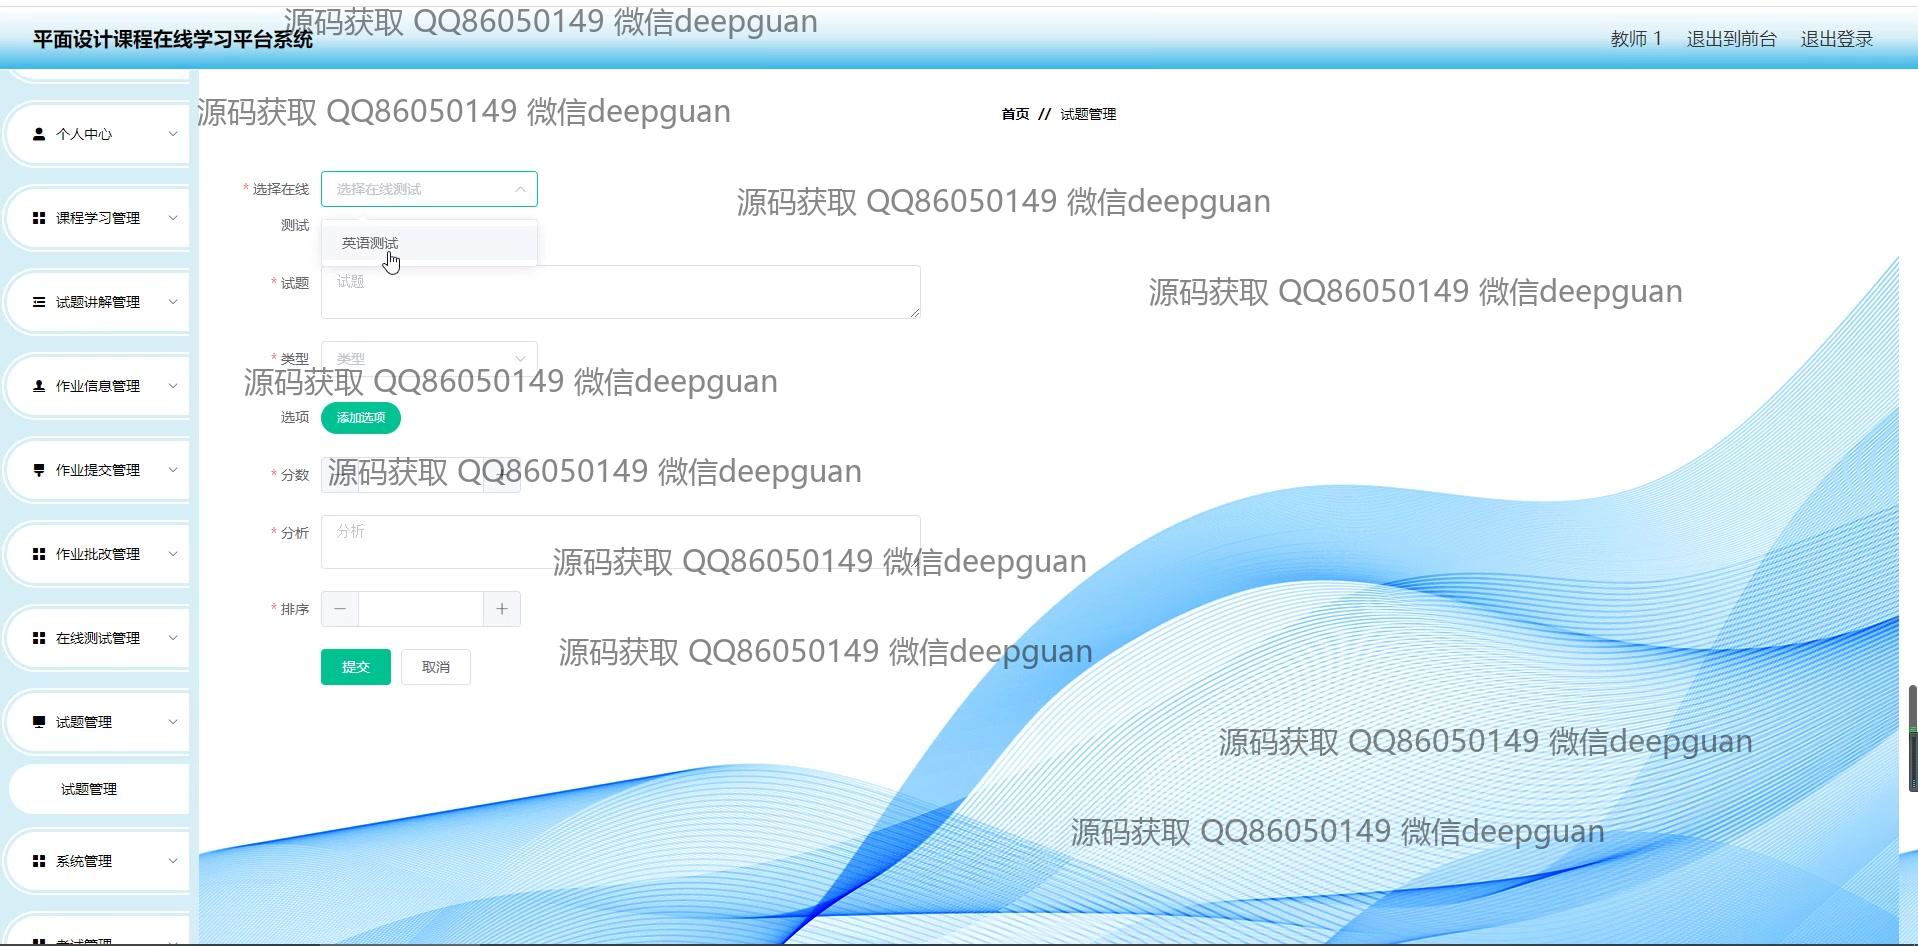 源码获取 QQ86050149 微信deepguan
平面设计课程在线学习平台系统
教师 1
退出到前台
退出登录
源码获取 QQ86050149 微信deepguan
首页 // 试题管理
个人中心
* 选择在线
选择在线测试
源码获取 QQ86050149 微信deepguan
课程学习管理
测试
英语测试
* 试题
试题
源码获取 QQ86050149 微信deepguan
试题讲解管理
* 类型
类型
源码获取 QQ86050149 微信deepguan
作业信息管理
选项
添加选项
作业提交管理
* 分数
源码获取 QQ86050149 微信deepguan
* 分析
分析
作业批改管理
源码获取 QQ86050149 微信deepguan
* 排序
在线测试管理
源码获取 QQ86050149 微信deepguan
提交
取消
试题管理
源码获取 QQ86050149 微信deepguan
试题管理
源码获取 QQ86050149 微信deepguan
系统管理
考试管理